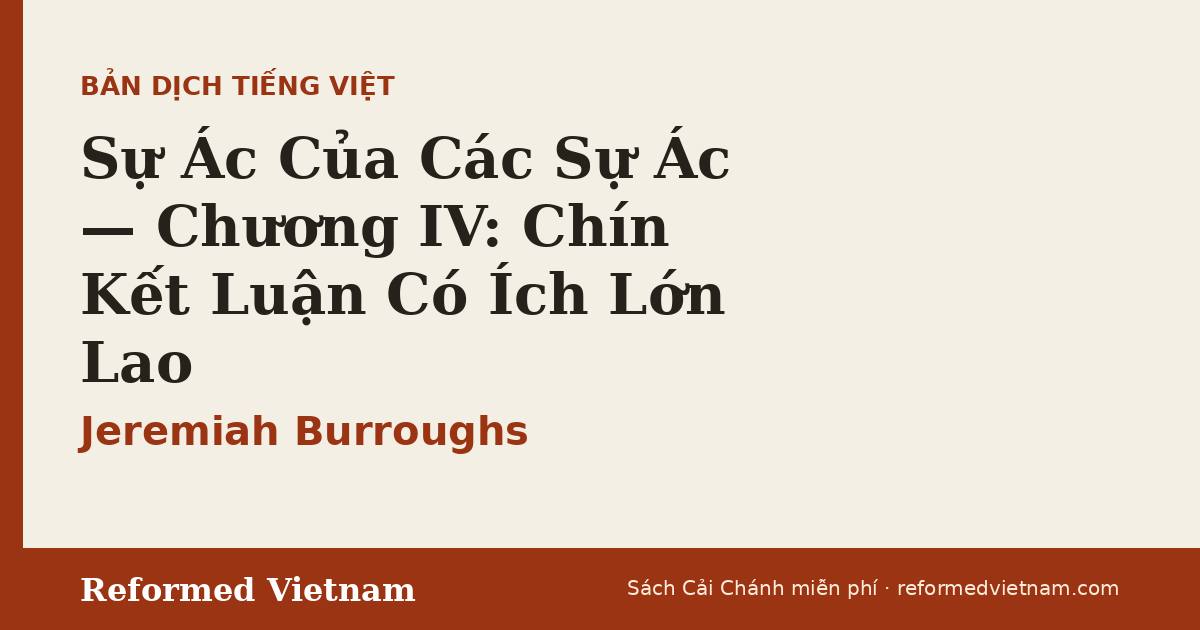 BẢN DỊCH TIẾNG VIỆT
Sự Ác Của Các Sự Ác
— Chương IV: Chín
Kết Luận Có Ích Lớn
Lao
Jeremiah Burroughs
Reformed Vietnam
Sách Cải Chánh miễn phí · reformedvietnam.com